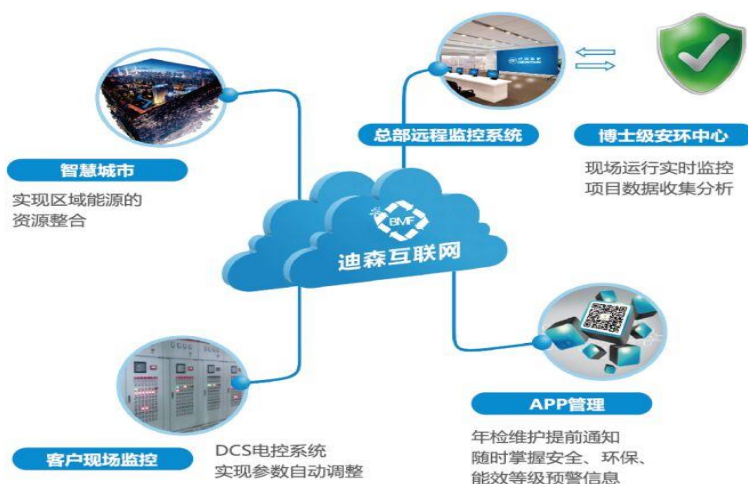 总部远程监控系统
博士级安环中心
现场运行实时监控
项目数据收集分析
智慧城市
实现区域能源的
资源整合
BMF
迪森互联网
APP管理
年检维护提前通知
随时掌握安全、环保、
能效等级预警信息
客户现场监控
DCS电控系统
实现参数自动调整